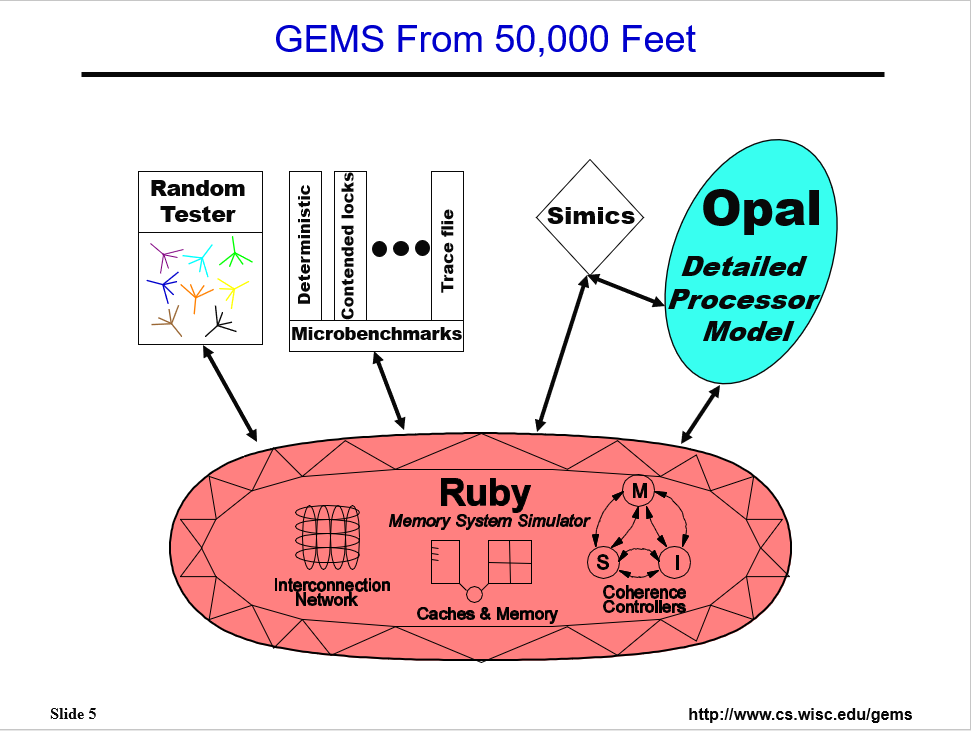 GEMS From 50,000 Feet
Random
Tester
Deterministic
Contended locks
Trace flie
Microbenchmarks
Simics
Opal
Detailed
Processor
Model
Ruby
Memory System Simulator
Interconnection
Network
Caches & Memory
M
S
I
Coherence
Controllers
Slide 5
http://www.cs.wisc.edu/gems